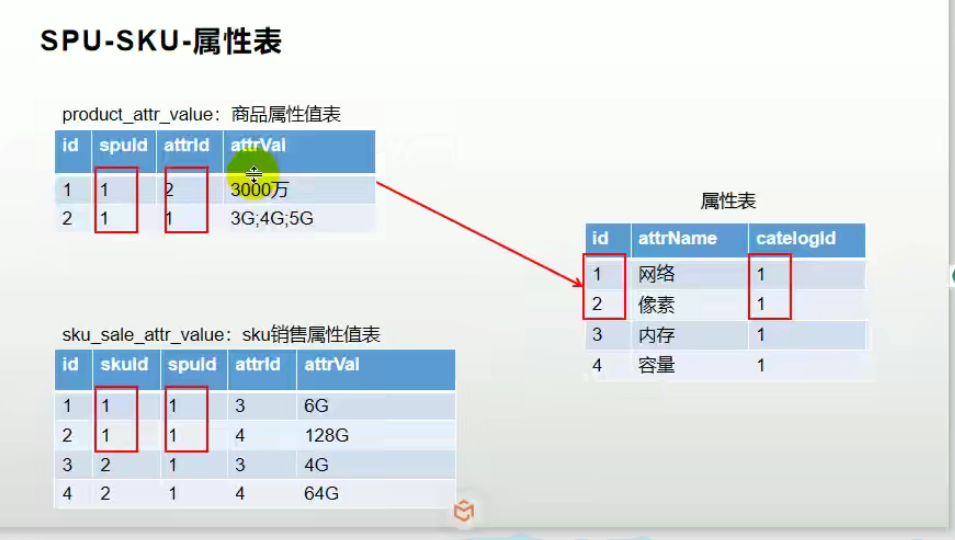 SPU-SKU-属性表
product_attr_value：商品属性值表
id spuId attrId attrVal
1 1 2 3000万
2 1 1 3G;4G;5G
属性表
id attrName catelogId
1 网络 1
2 像素 1
3 内存 1
4 容量 1
sku_sale_attr_value：sku销售属性值表
id skuId spuId attrId attrVal
1 1 1 3 6G
2 1 1 4 128G
3 2 1 3 4G
4 2 1 4 64G